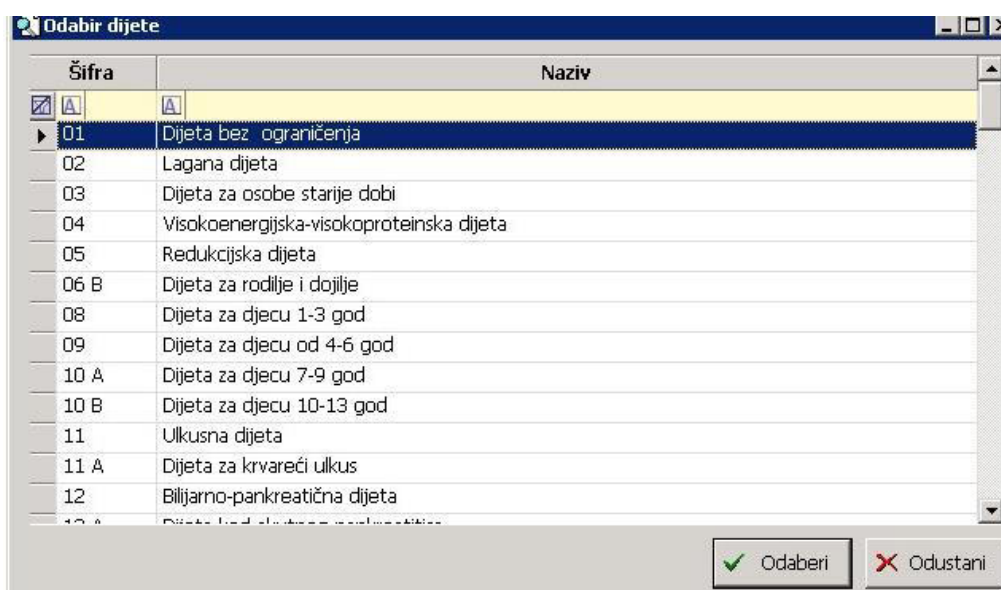 Odabir dijete
Šifra Naziv
01 Dijeta bez ograničenja
02 Lagana dijeta
03 Dijeta za osobe starije dobi
04 Visokoenergijska-visokoproteinska dijeta
05 Redukcijska dijeta
06 B Dijeta za rodilje i dojilje
08 Dijeta za djecu 1-3 god
09 Dijeta za djecu od 4-6 god
10 A Dijeta za djecu 7-9 god
10 B Dijeta za djecu 10-13 god
11 Ulkusna dijeta
11 A Dijeta za krvareći ulkus
12 Bilijarno-pankreatična dijeta
Odaberi Odustani